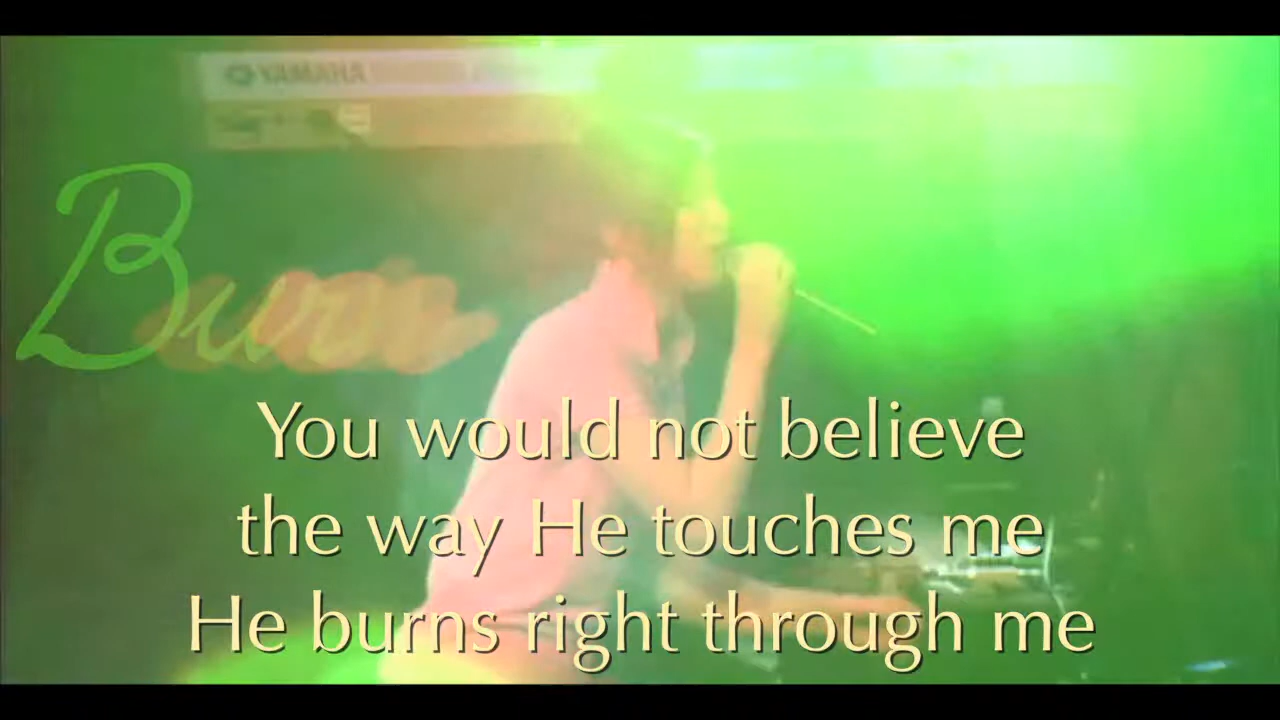 YAMAHA
Burn
You would not believe
the way He touches me
He burns right through me